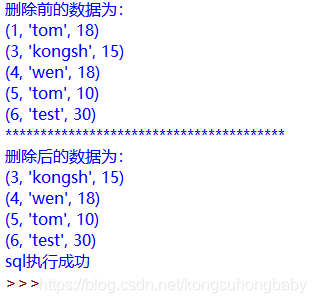 删除前的数据为:
(1, 'tom', 18)
(3, 'kongsh', 15)
(4, 'wen', 18)
(5, 'tom', 10)
(6, 'test', 30)
****************************************
删除后的数据为:
(3, 'kongsh', 15)
(4, 'wen', 18)
(5, 'tom', 10)
(6, 'test', 30)
sql执行成功
>>> https://blog.csdn.net/kongsuhongbaby